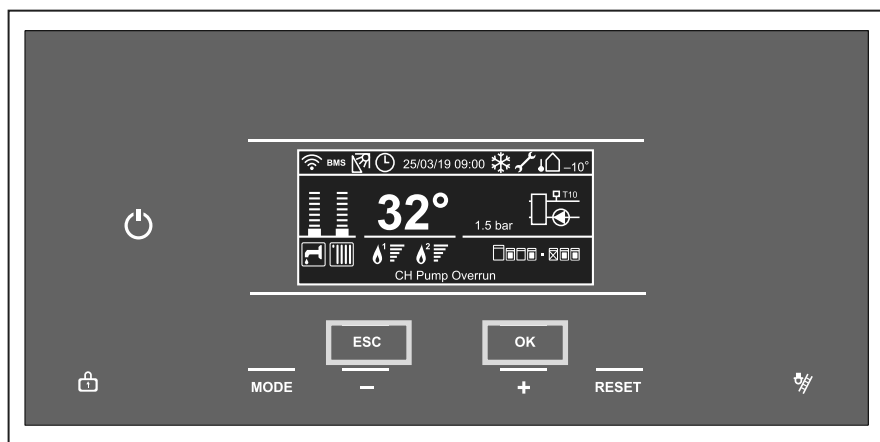 BMS 25/03/19 09:00 –10°
T10
32°
1.5 bar
1 2
CH Pump Overrun
ESC OK
1
MODE – + RESET